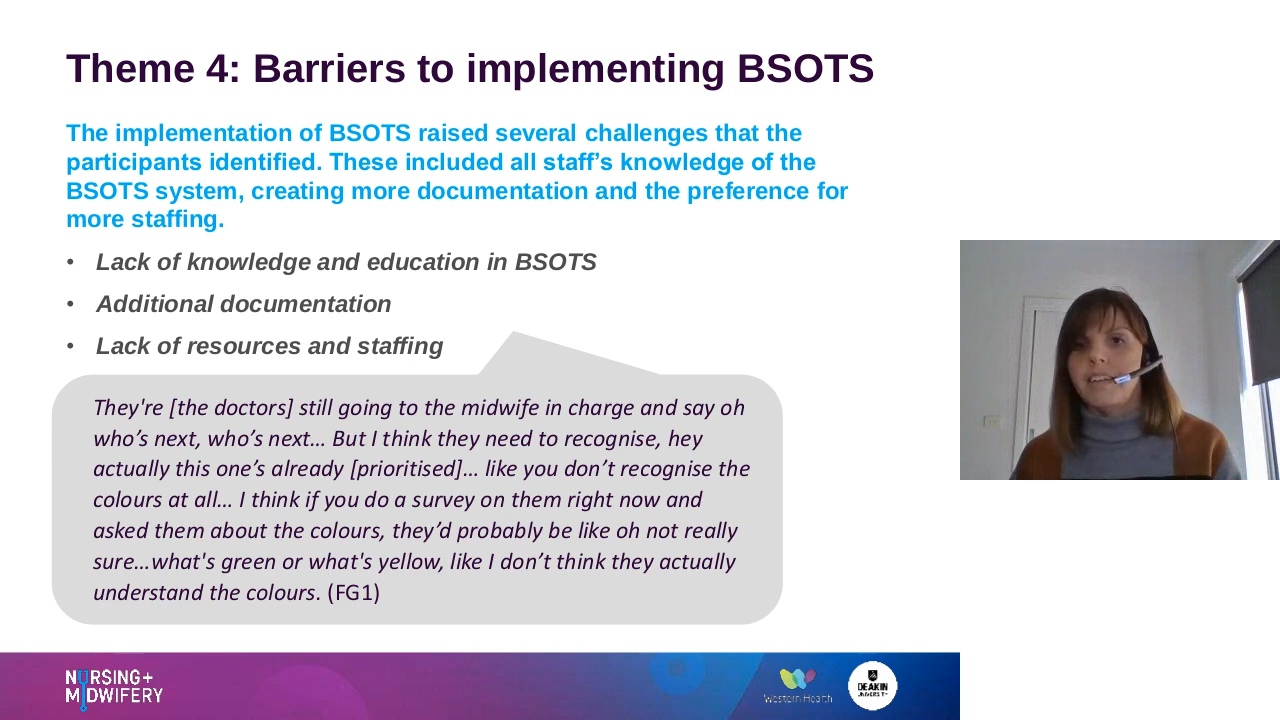 Theme 4: Barriers to implementing BSOTS
The implementation of BSOTS raised several challenges that the
participants identified. These included all staff’s knowledge of the
BSOTS system, creating more documentation and the preference for
more staffing.
• Lack of knowledge and education in BSOTS
• Additional documentation
• Lack of resources and staffing
They're [the doctors] still going to the midwife in charge and say oh
who’s next, who’s next… But I think they need to recognise, hey
actually this one’s already [prioritised]… like you don’t recognise the
colours at all… I think if you do a survey on them right now and
asked them about the colours, they’d probably be like oh not really
sure…what's green or what's yellow, like I don’t think they actually
understand the colours. (FG1)
NURSING+
MIDWIFERY
Western Health
DEAKIN
UNIVERSITY